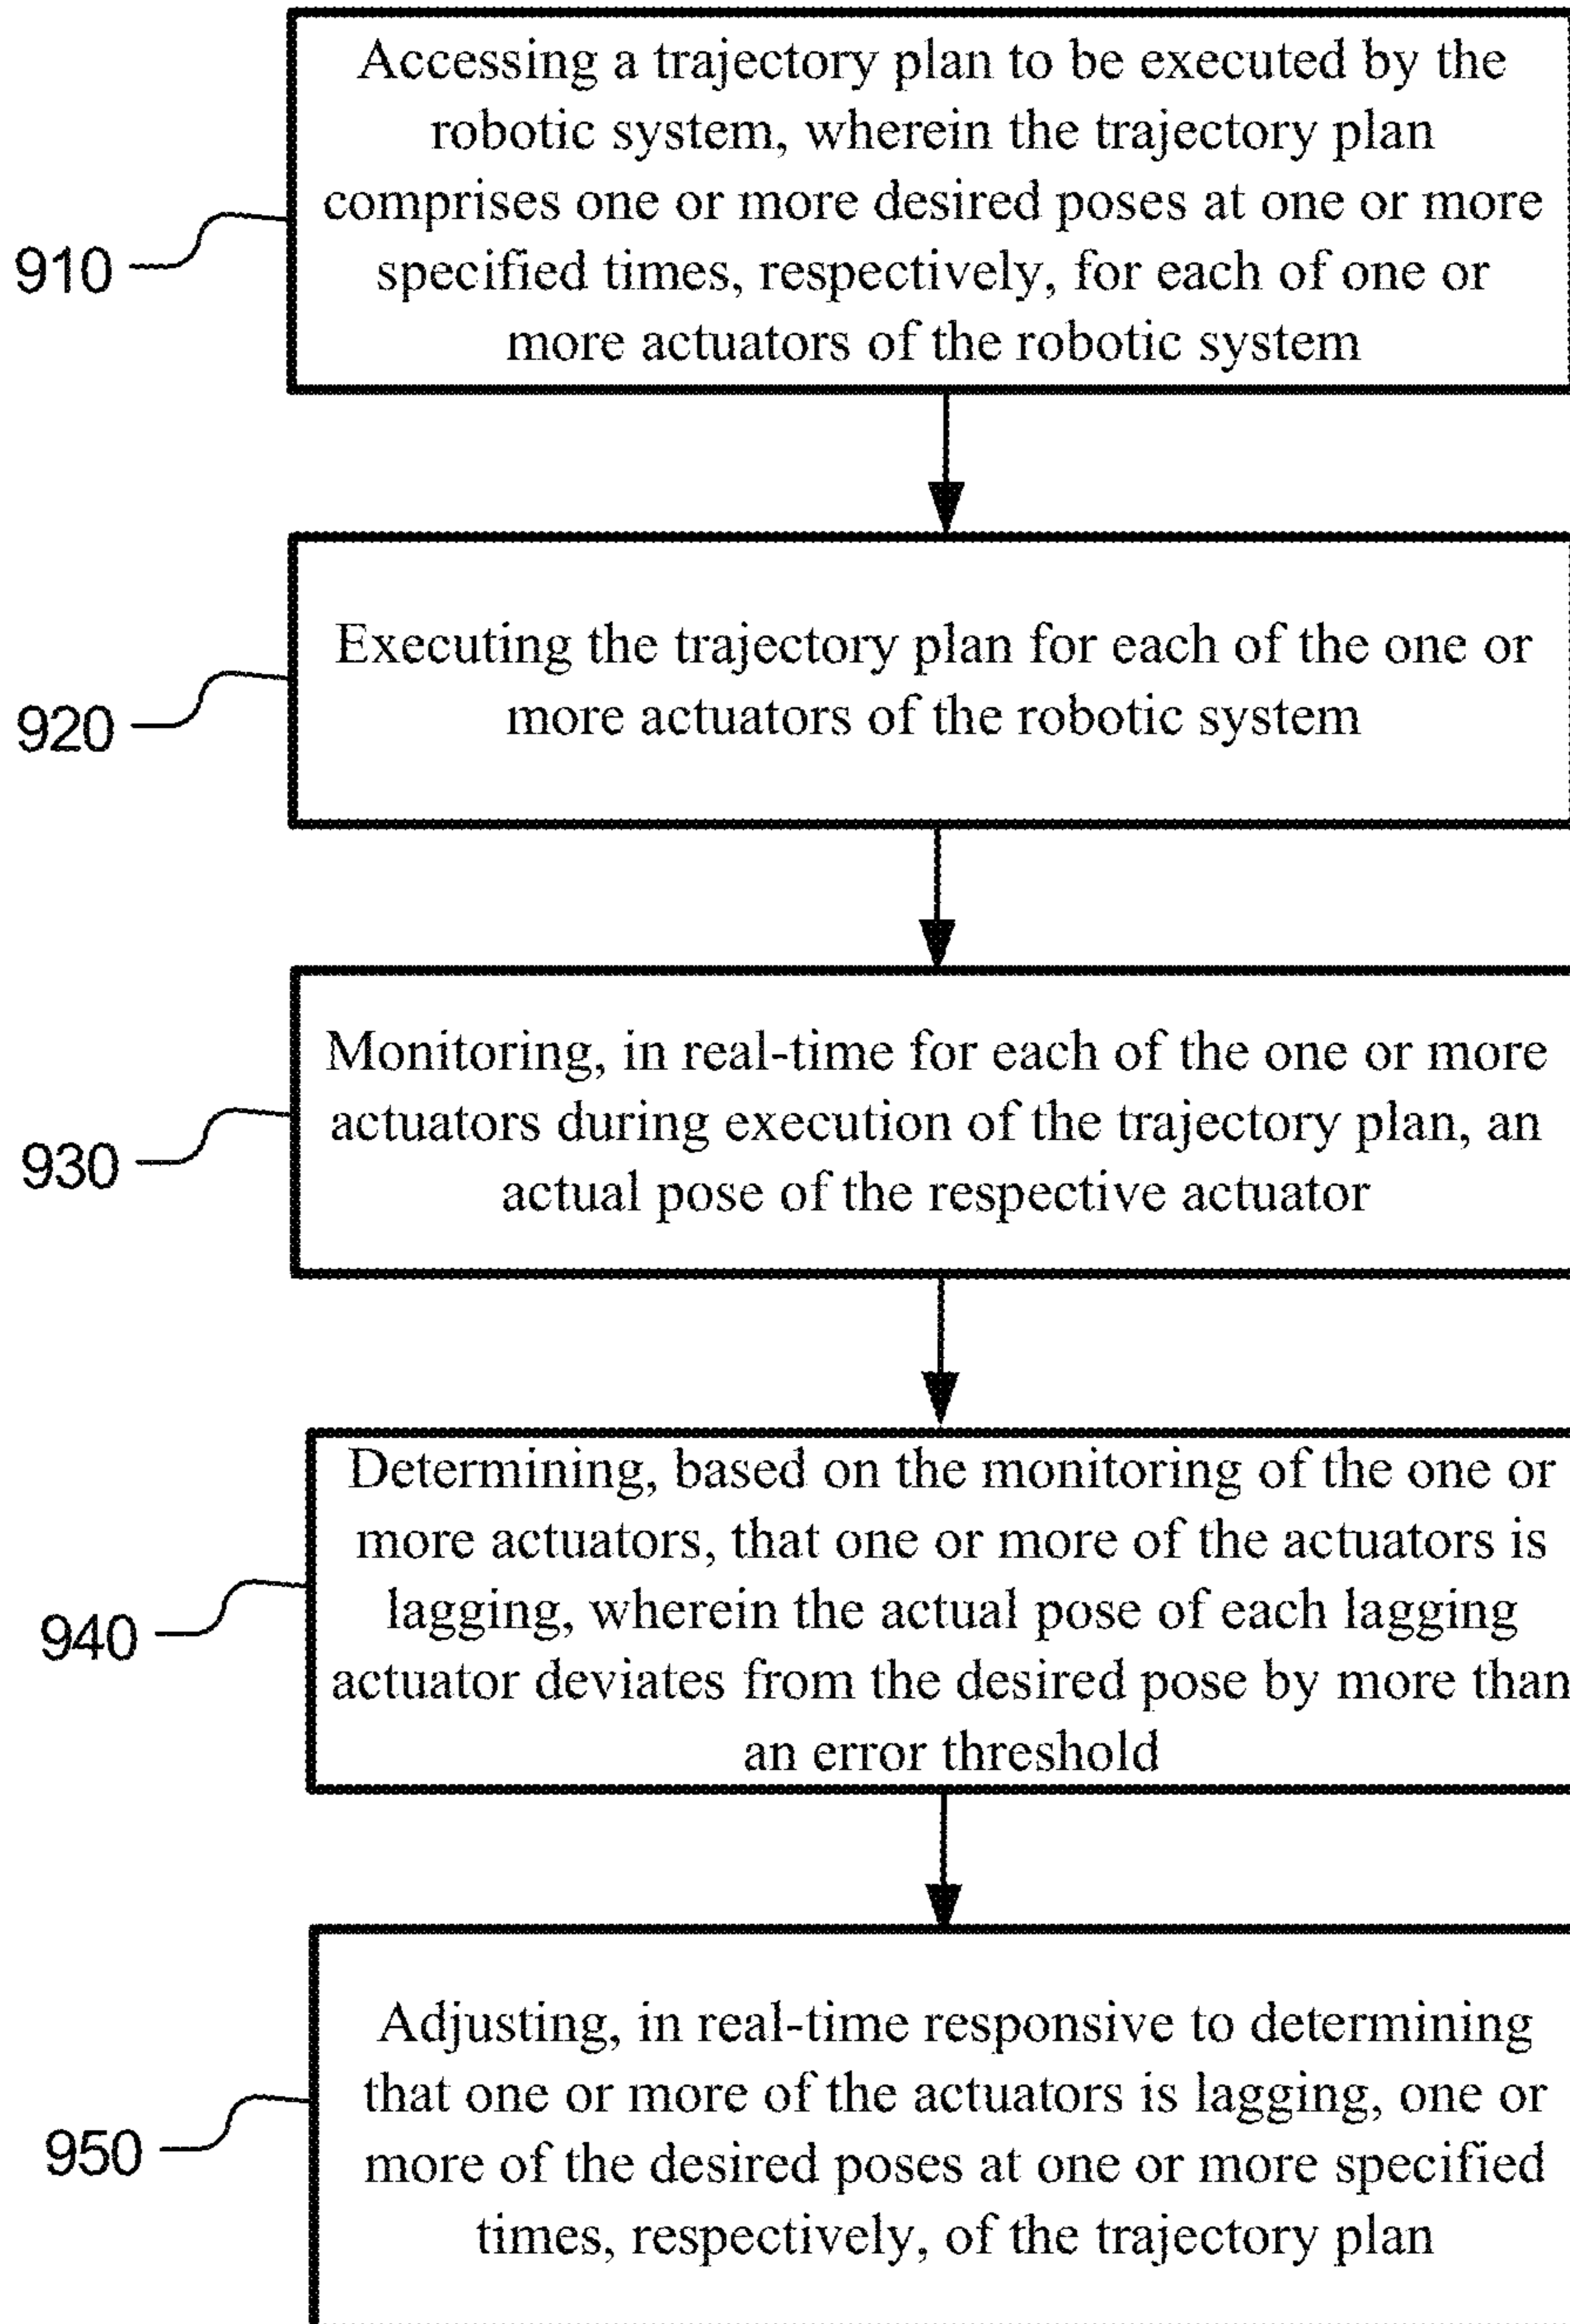 Accessing a trajectory plan to be executed by the
robotic system, wherein the trajectory plan
comprises one or more desired poses at one or more
specified times, respectively, for each of one or
more actuators of the robotic system
910
Executing the trajectory plan for each of the one or
more actuators of the robotic system
920
Monitoring, in real-time for each of the one or more
actuators during execution of the trajectory plan, an
actual pose of the respective actuator
930
Determining, based on the monitoring of the one or
more actuators, that one or more of the actuators is
lagging, wherein the actual pose of each lagging
actuator deviates from the desired pose by more than
an error threshold
940
Adjusting, in real-time responsive to determining
that one or more of the actuators is lagging, one or
more of the desired poses at one or more specified
times, respectively, of the trajectory plan
950